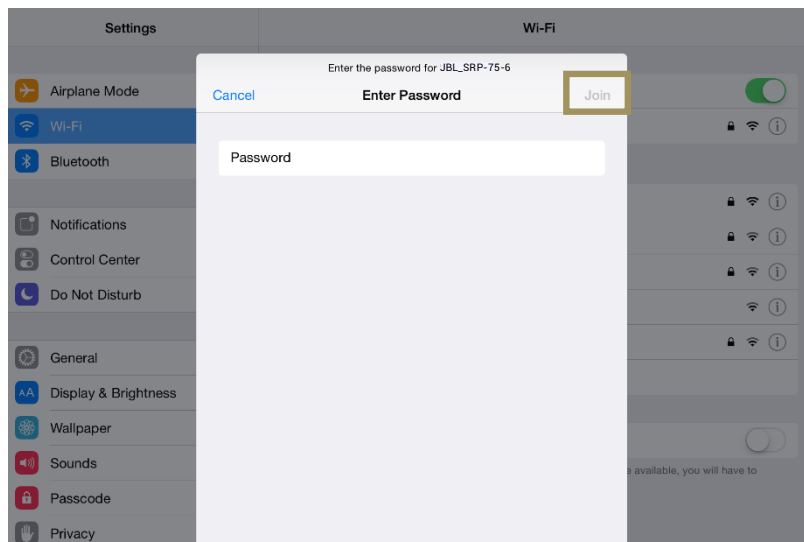 Settings
Wi-Fi
Enter the password for JBL_SRP-75-6
Cancel
Enter Password
Join
Password
Airplane Mode
Wi-Fi
Bluetooth
Notifications
Control Center
Do Not Disturb
General
AA
Display & Brightness
Wallpaper
Sounds
Passcode
Privacy
available, you will have to